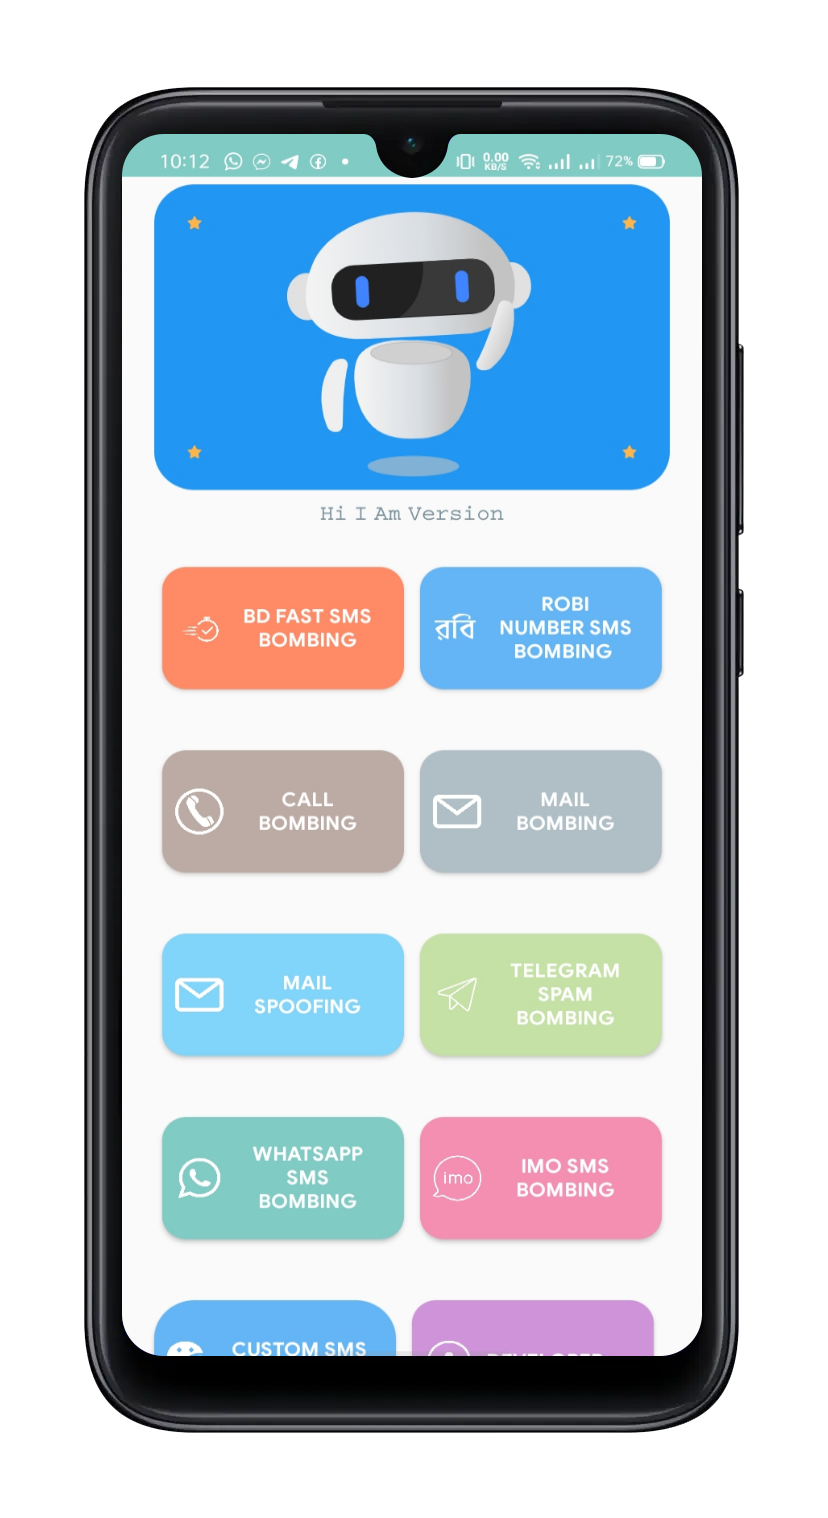 10:12
0.00
KB/S
72%
Hi I Am Version
BD FAST SMS
BOMBING
রবি
ROBI
NUMBER SMS
BOMBING
CALL
BOMBING
MAIL
BOMBING
MAIL
SPOOFING
TELEGRAM
SPAM
BOMBING
WHATSAPP
SMS
BOMBING
imo
IMO SMS
BOMBING
CUSTOM SMS